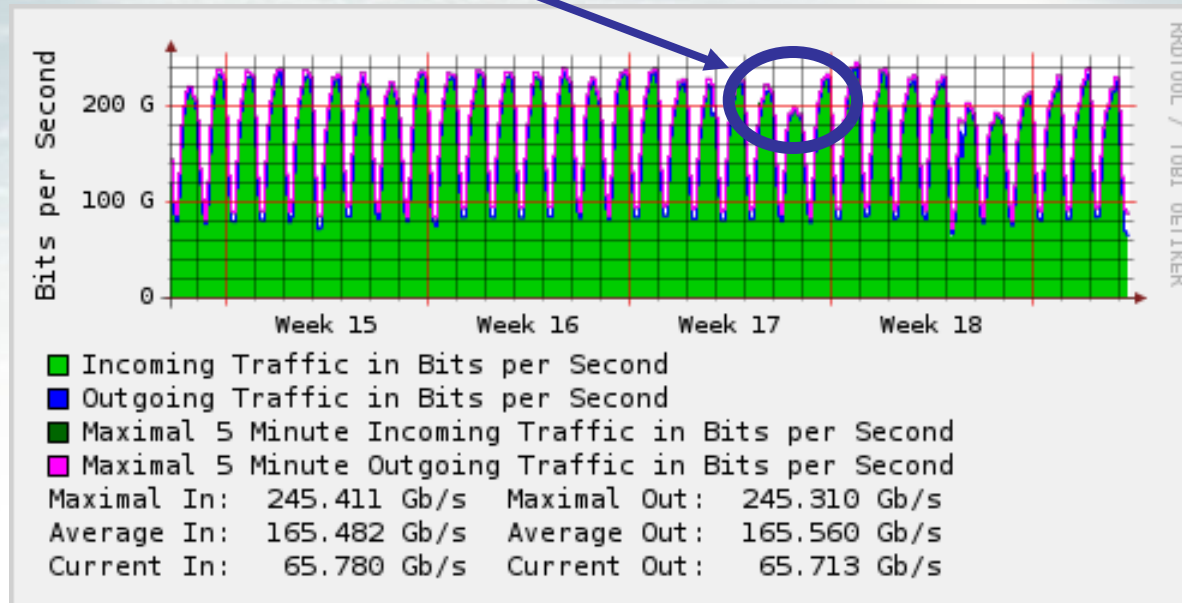 Bits per Second
200 G
100 G
0
Week 15 Week 16 Week 17 Week 18
RRDTOOL / TOBI OETIKER
Incoming Traffic in Bits per Second
Outgoing Traffic in Bits per Second
Maximal 5 Minute Incoming Traffic in Bits per Second
Maximal 5 Minute Outgoing Traffic in Bits per Second
Maximal In: 245.411 Gb/s Maximal Out: 245.310 Gb/s
Average In: 165.482 Gb/s Average Out: 165.560 Gb/s
Current In: 65.780 Gb/s Current Out: 65.713 Gb/s